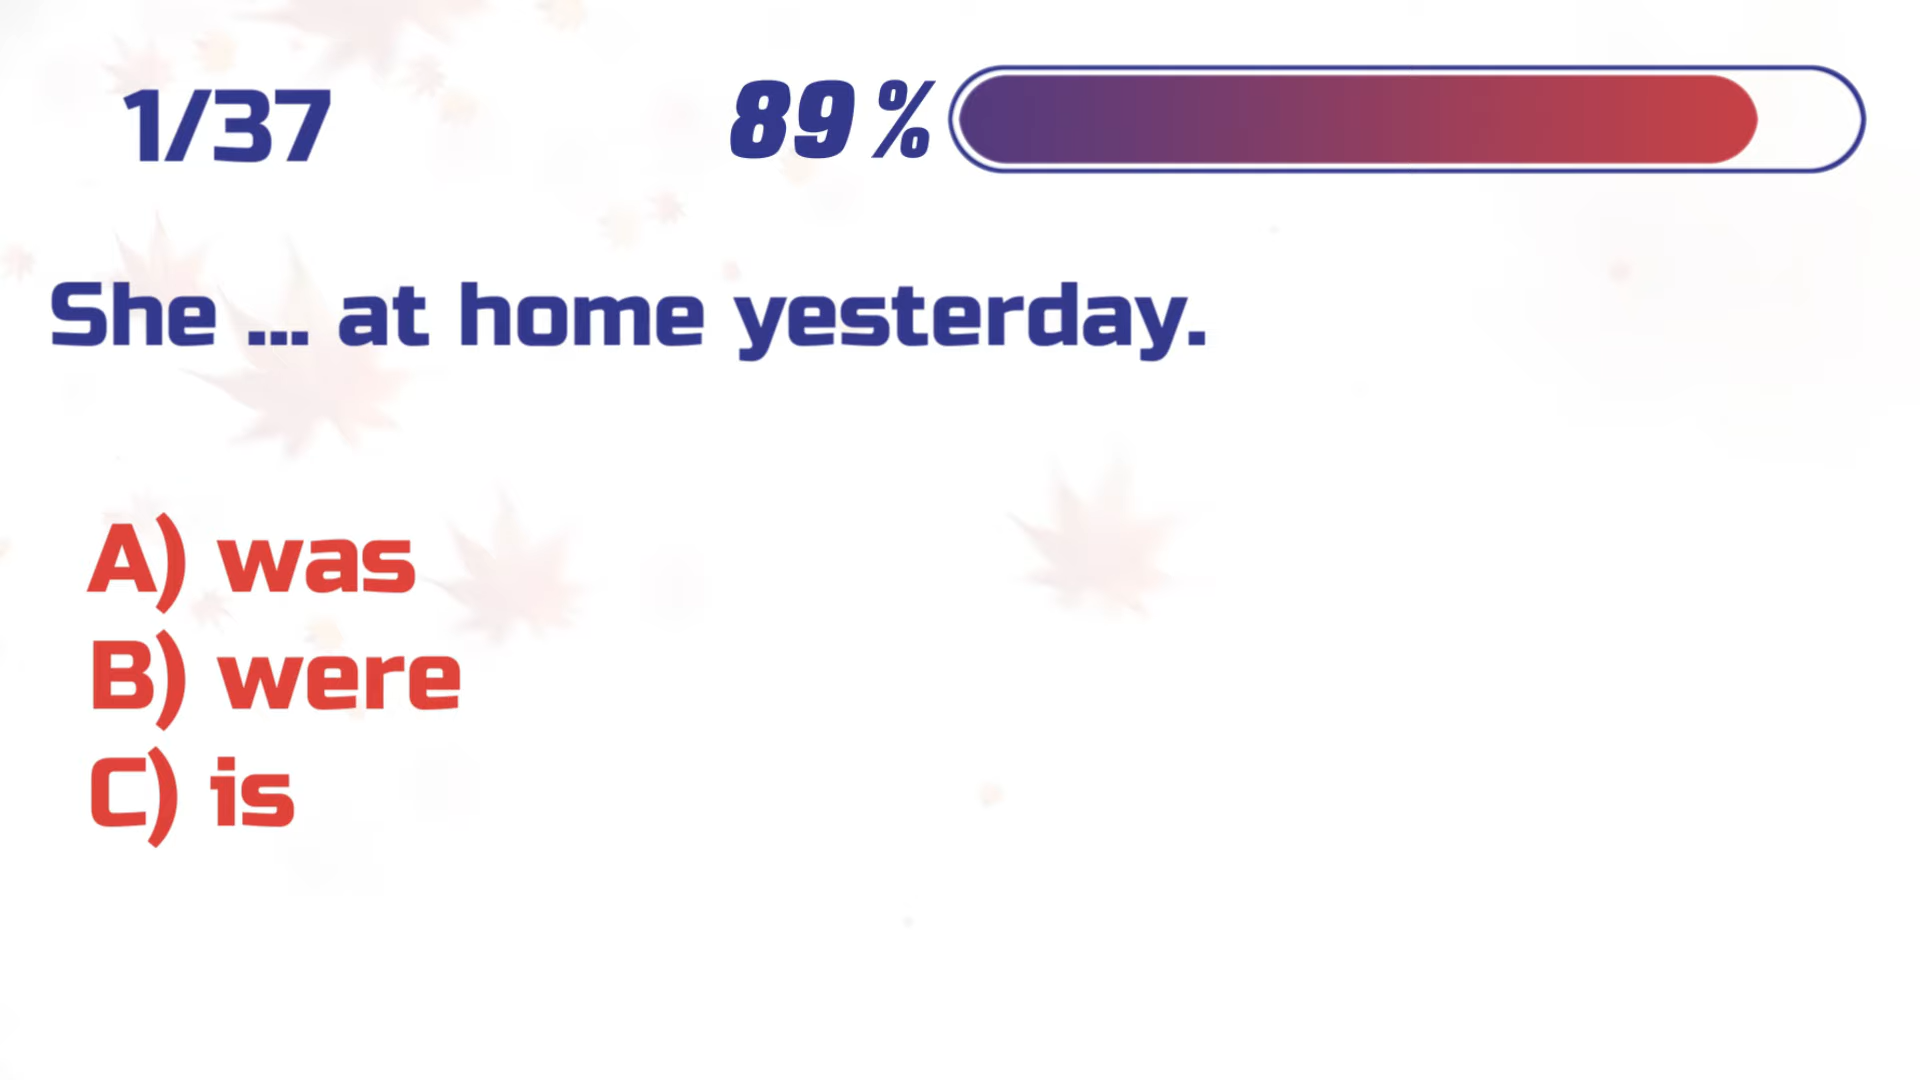 1/37
89%
She ... at home yesterday.
A) was
B) were
C) is